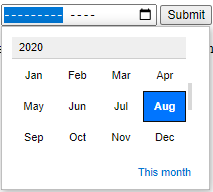 --------- ----
Submit
2020
Jan Feb Mar Apr
May Jun Jul Aug
Sep Oct Nov Dec
This month